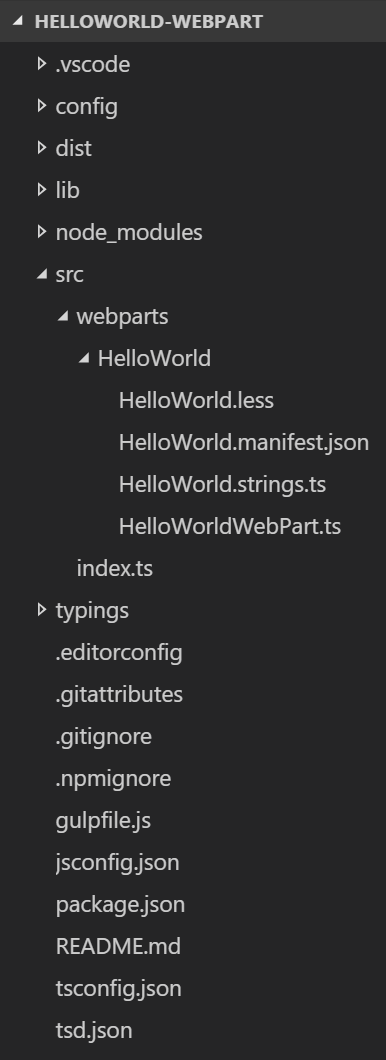 HELLOWORLD-WEBPART
.vscode
config
dist
lib
node_modules
src
webparts
HelloWorld
HelloWorld.less
HelloWorld.manifest.json
HelloWorld.strings.ts
HelloWorldWebPart.ts
index.ts
typings
.editorconfig
.gitattributes
.gitignore
.npmignore
gulpfile.js
jsconfig.json
package.json
README.md
tsconfig.json
tsd.json